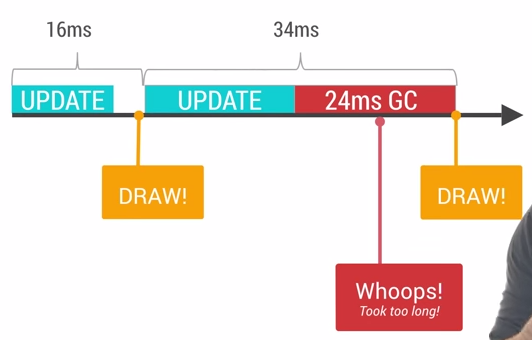 16ms
34ms
UPDATE
UPDATE
24ms GC
DRAW!
DRAW!
Whoops!
Took too long!